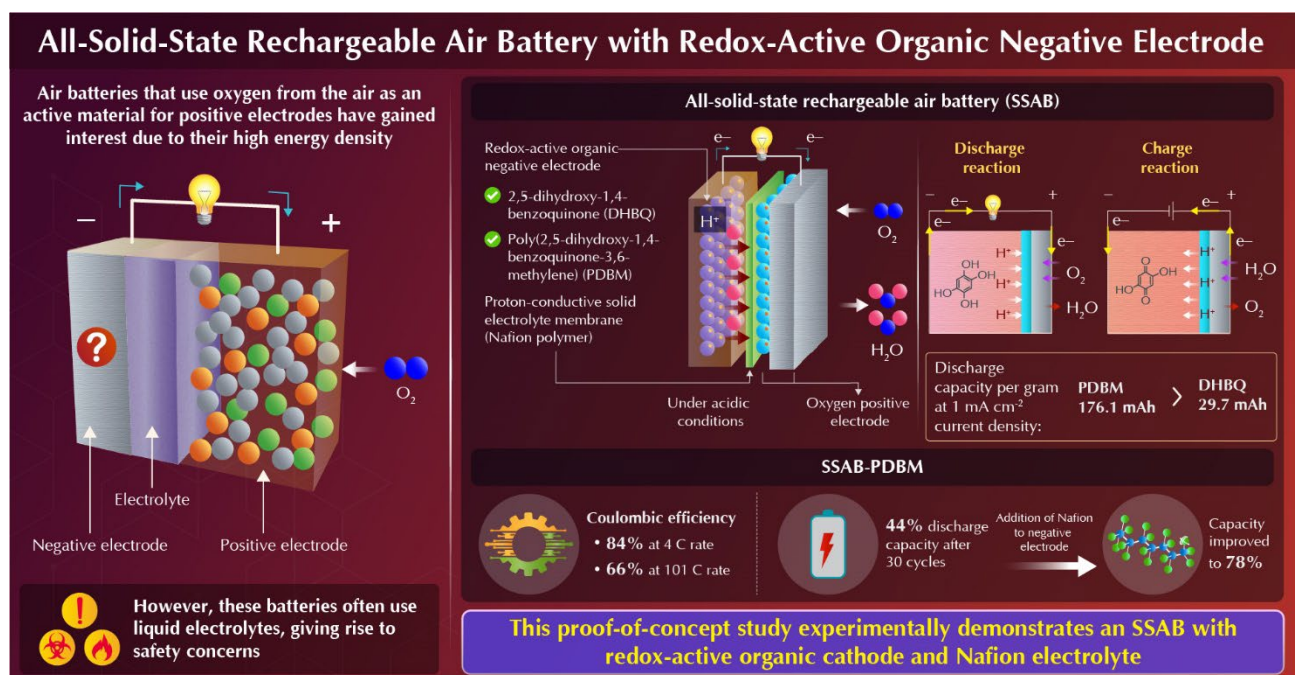 All-Solid-State Rechargeable Air Battery with Redox-Active Organic Negative Electrode
Air batteries that use oxygen from the air as an
active material for positive electrodes have gained
interest due to their high energy density
−
+
?
O₂
Electrolyte
Negative electrode
Positive electrode
!
However, these batteries often use
liquid electrolytes, giving rise to
safety concerns
All-solid-state rechargeable air battery (SSAB)
Redox-active organic
negative electrode
2,5-dihydroxy-1,4-
benzoquinone (DHBQ)
Poly(2,5-dihydroxy-1,4-
benzoquinone-3,6-
methylene) (PDBM)
Proton-conductive solid
electrolyte membrane
(Nafion polymer)
e−
e−
H⁺
O₂
H₂O
Under acidic
conditions
Oxygen positive
electrode
Discharge
reaction
−
+
e−
e−
e−
OH
OH
HO
OH
H⁺
H⁺
H⁺
O₂
H₂O
Charge
reaction
−
+
e−
e−
e−
O
OH
HO
O
H⁺
H⁺
H⁺
H₂O
O₂
Discharge
capacity per gram
at 1 mA cm⁻²
current density:
PDBM
176.1 mAh
>
DHBQ
29.7 mAh
SSAB-PDBM
Coulombic efficiency
• 84% at 4 C rate
• 66% at 101 C rate
44% discharge
capacity after
30 cycles
Addition of Nafion
to negative
electrode
Capacity
improved
to 78%
This proof-of-concept study experimentally demonstrates an SSAB with
redox-active organic cathode and Nafion electrolyte